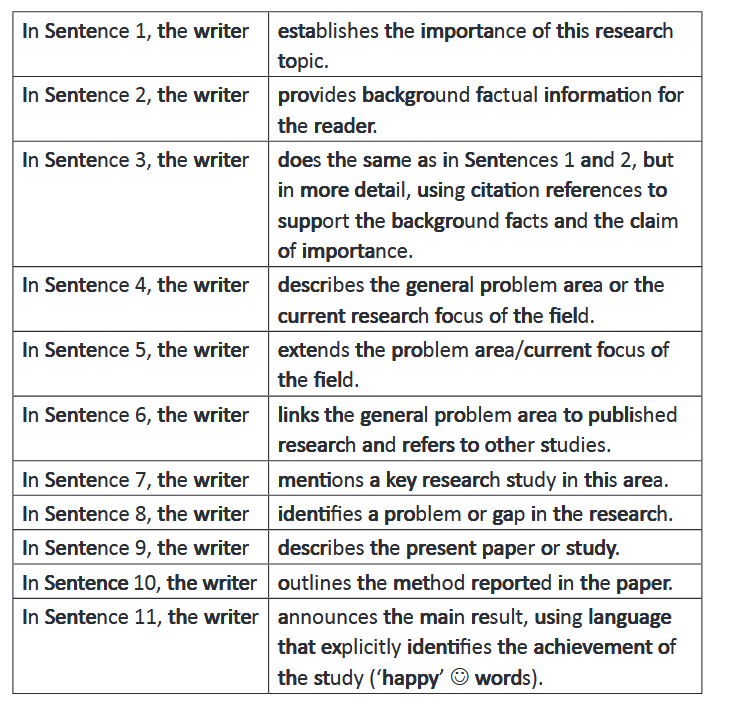 In Sentence 1, the writer establishes the importance of this research
topic.
In Sentence 2, the writer provides background factual information for
the reader.
In Sentence 3, the writer does the same as in Sentences 1 and 2, but
in more detail, using citation references to
support the background facts and the claim
of importance.
In Sentence 4, the writer describes the general problem area or the
current research focus of the field.
In Sentence 5, the writer extends the problem area/current focus of
the field.
In Sentence 6, the writer links the general problem area to published
research and refers to other studies.
In Sentence 7, the writer mentions a key research study in this area.
In Sentence 8, the writer identifies a problem or gap in the research.
In Sentence 9, the writer describes the present paper or study.
In Sentence 10, the writer outlines the method reported in the paper.
In Sentence 11, the writer announces the main result, using language
that explicitly identifies the achievement of
the study (‘happy’ ☺ words).